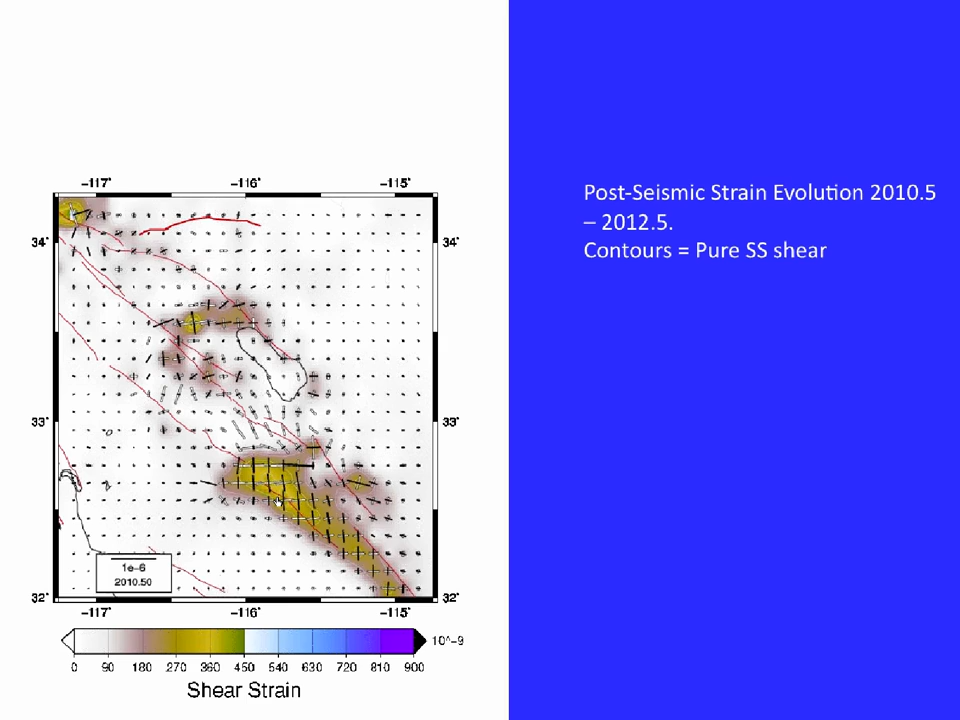 Post-Seismic Strain Evolution 2010.5
– 2012.5.
Contours = Pure SS shear
-117° -116° -115°
34° 34°
33° 33°
1e-6
2010.50
32° 32°
-117° -116° -115°
10^-9
0 90 180 270 360 450 540 630 720 810 900
Shear Strain